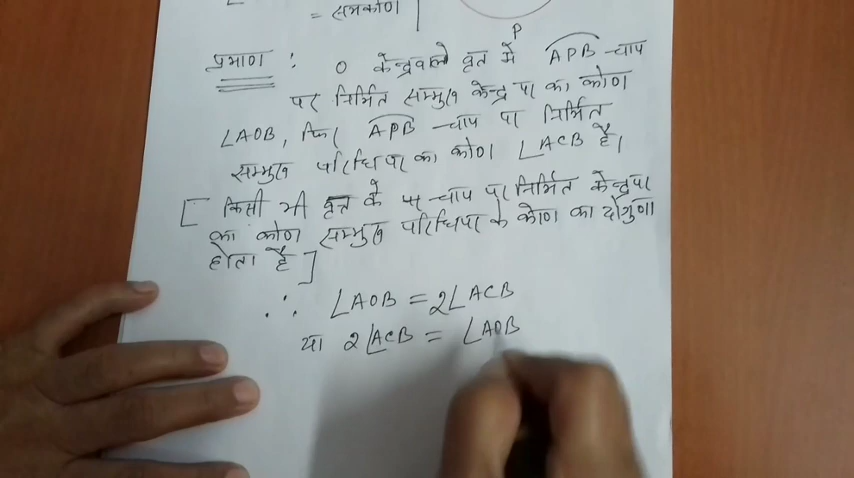 = समकोण
P
प्रमाण : O केन्द्रवाले वृत में APB -चाप
पर निर्मित सम्मुख केन्द्र पर का कोण
∠AOB, फिर APB -चाप पर निर्मित
सम्मुख परिधिपर का कोण ∠ACB है।
[ किसी भी वृत के चाप पर निर्मित केन्द्रपर
का कोण सम्मुख परिधिपर के कोण का दोगुणा
होता है ]
∴ ∠AOB = 2∠ACB
या 2∠ACB = ∠AOB